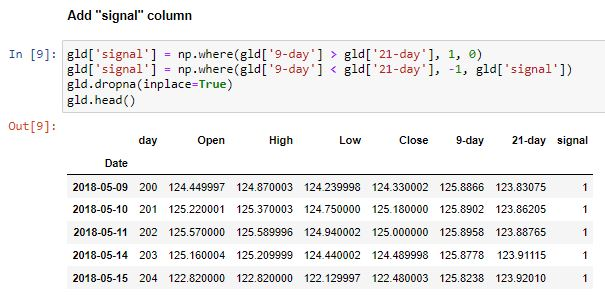 Add "signal" column
In [9]: gld['signal'] = np.where(gld['9-day'] > gld['21-day'], 1, 0)
gld['signal'] = np.where(gld['9-day'] < gld['21-day'], -1, gld['signal'])
gld.dropna(inplace=True)
gld.head()
Out[9]:
day Open High Low Close 9-day 21-day signal
Date
2018-05-09 200 124.449997 124.870003 124.239998 124.330002 125.8866 123.83075 1
2018-05-10 201 125.220001 125.370003 124.750000 125.180000 125.8902 123.86205 1
2018-05-11 202 125.570000 125.589996 124.940002 125.000000 125.8958 123.88765 1
2018-05-14 203 125.160004 125.209999 124.440002 124.489998 125.8778 123.91115 1
2018-05-15 204 122.820000 122.820000 122.129997 122.480003 125.8238 123.92010 1